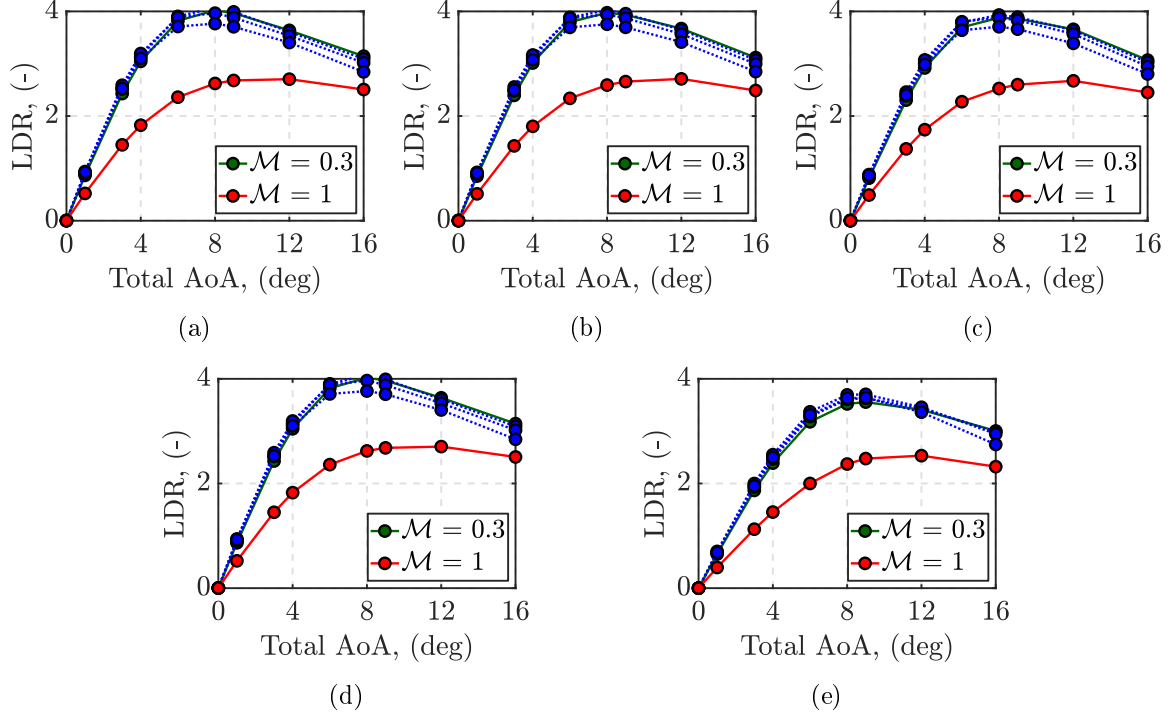 4
2
0
LDR, (-)
ℳ = 0.3
ℳ = 1
0 4 8 12 16
Total AoA, (deg)
(a)
4
2
0
LDR, (-)
ℳ = 0.3
ℳ = 1
0 4 8 12 16
Total AoA, (deg)
(b)
4
2
0
LDR, (-)
ℳ = 0.3
ℳ = 1
0 4 8 12 16
Total AoA, (deg)
(c)
4
2
0
LDR, (-)
ℳ = 0.3
ℳ = 1
0 4 8 12 16
Total AoA, (deg)
(d)
4
2
0
LDR, (-)
ℳ = 0.3
ℳ = 1
0 4 8 12 16
Total AoA, (deg)
(e)